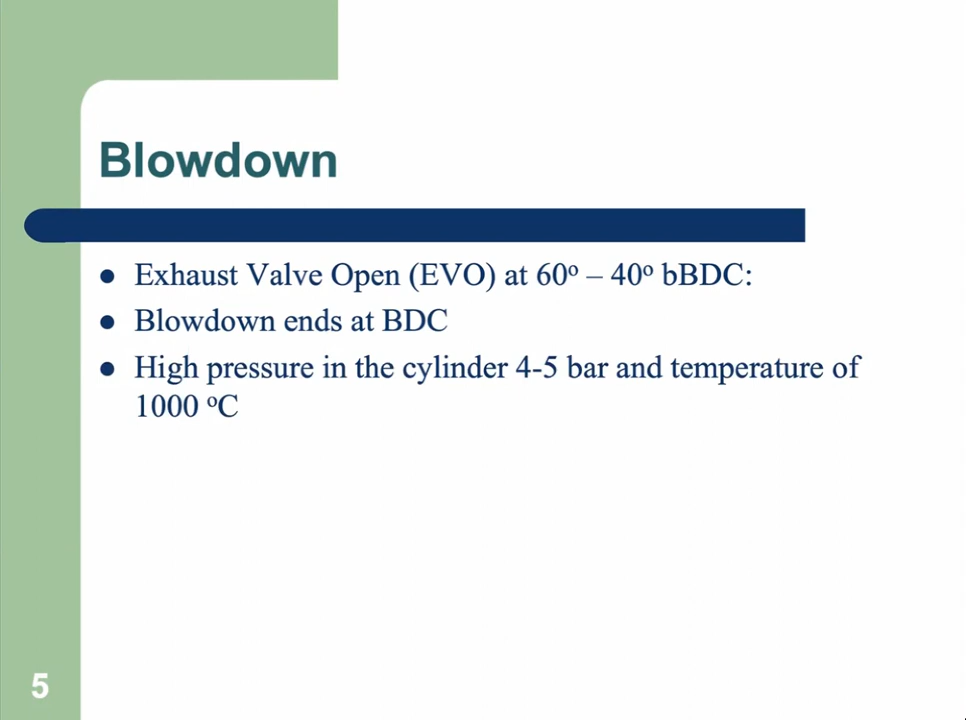 Blowdown
● Exhaust Valve Open (EVO) at 60º – 40º bBDC:
● Blowdown ends at BDC
● High pressure in the cylinder 4-5 bar and temperature of
1000 ºC
5